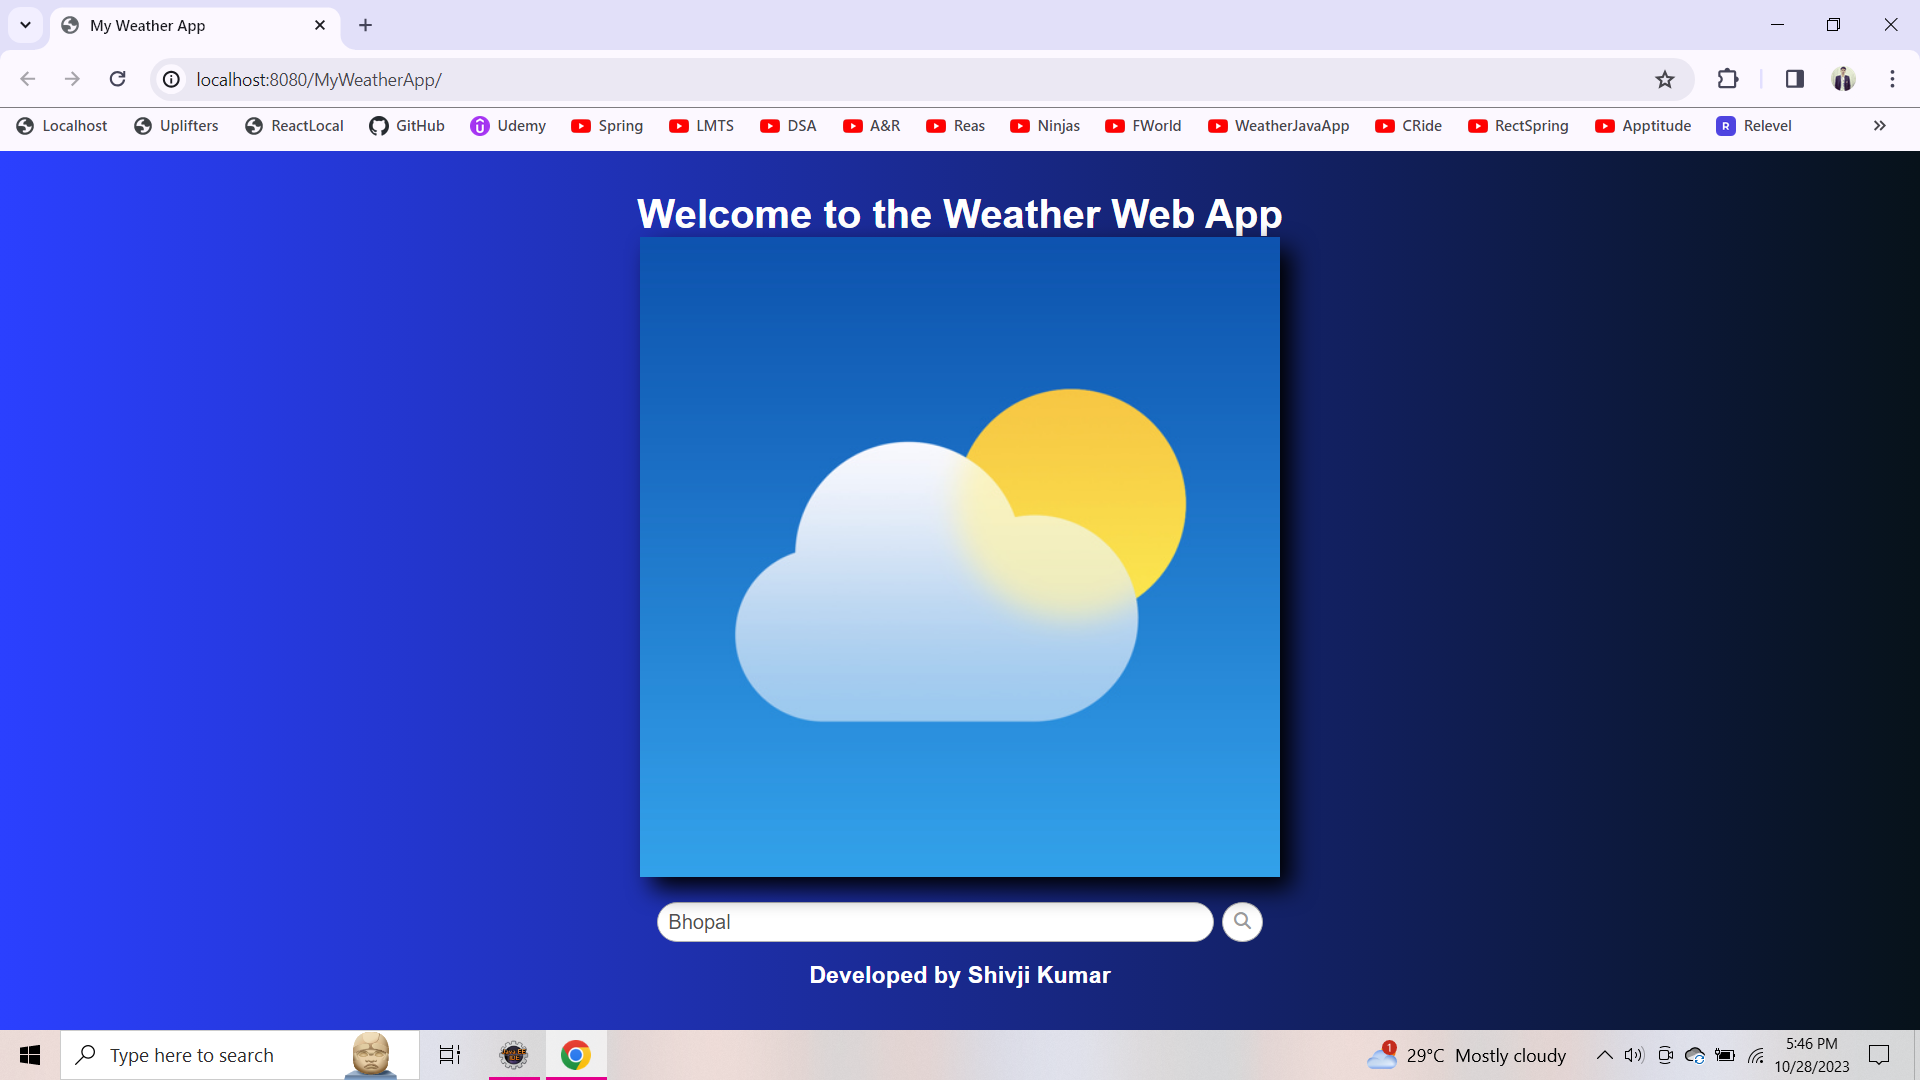 My Weather App
localhost:8080/MyWeatherApp/
Localhost Uplifters ReactLocal GitHub Udemy Spring LMTS DSA A&R Reas Ninjas FWorld WeatherJavaApp CRide RectSpring Apptitude R Relevel
Welcome to the Weather Web App
Bhopal
Developed by Shivji Kumar
Type here to search
1
29°C Mostly cloudy
5:46 PM
10/28/2023